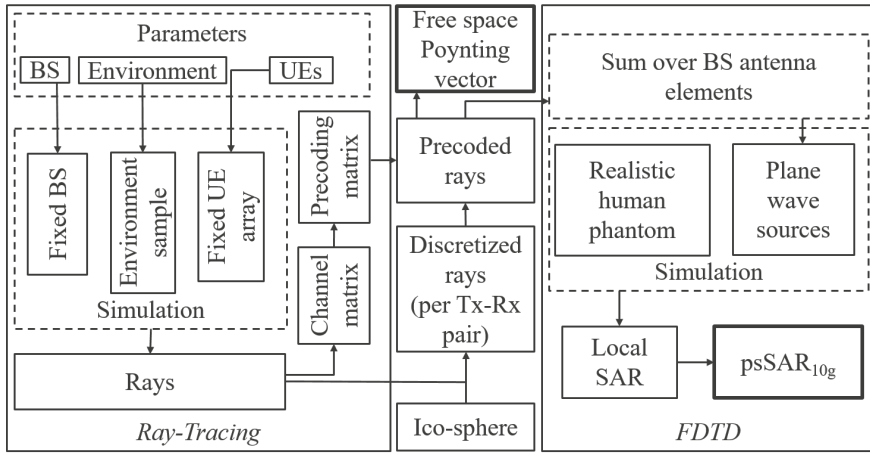 Parameters
BS
Environment
UEs
Fixed BS
Environment
sample
Fixed UE
array
Simulation
Rays
Channel
matrix
Precoding
matrix
Ray-Tracing
Free space
Poynting
vector
Precoded
rays
Discretized
rays
(per Tx-Rx
pair)
Ico-sphere
Sum over BS antenna
elements
Realistic
human
phantom
Plane
wave
sources
Simulation
Local
SAR
psSAR10g
FDTD